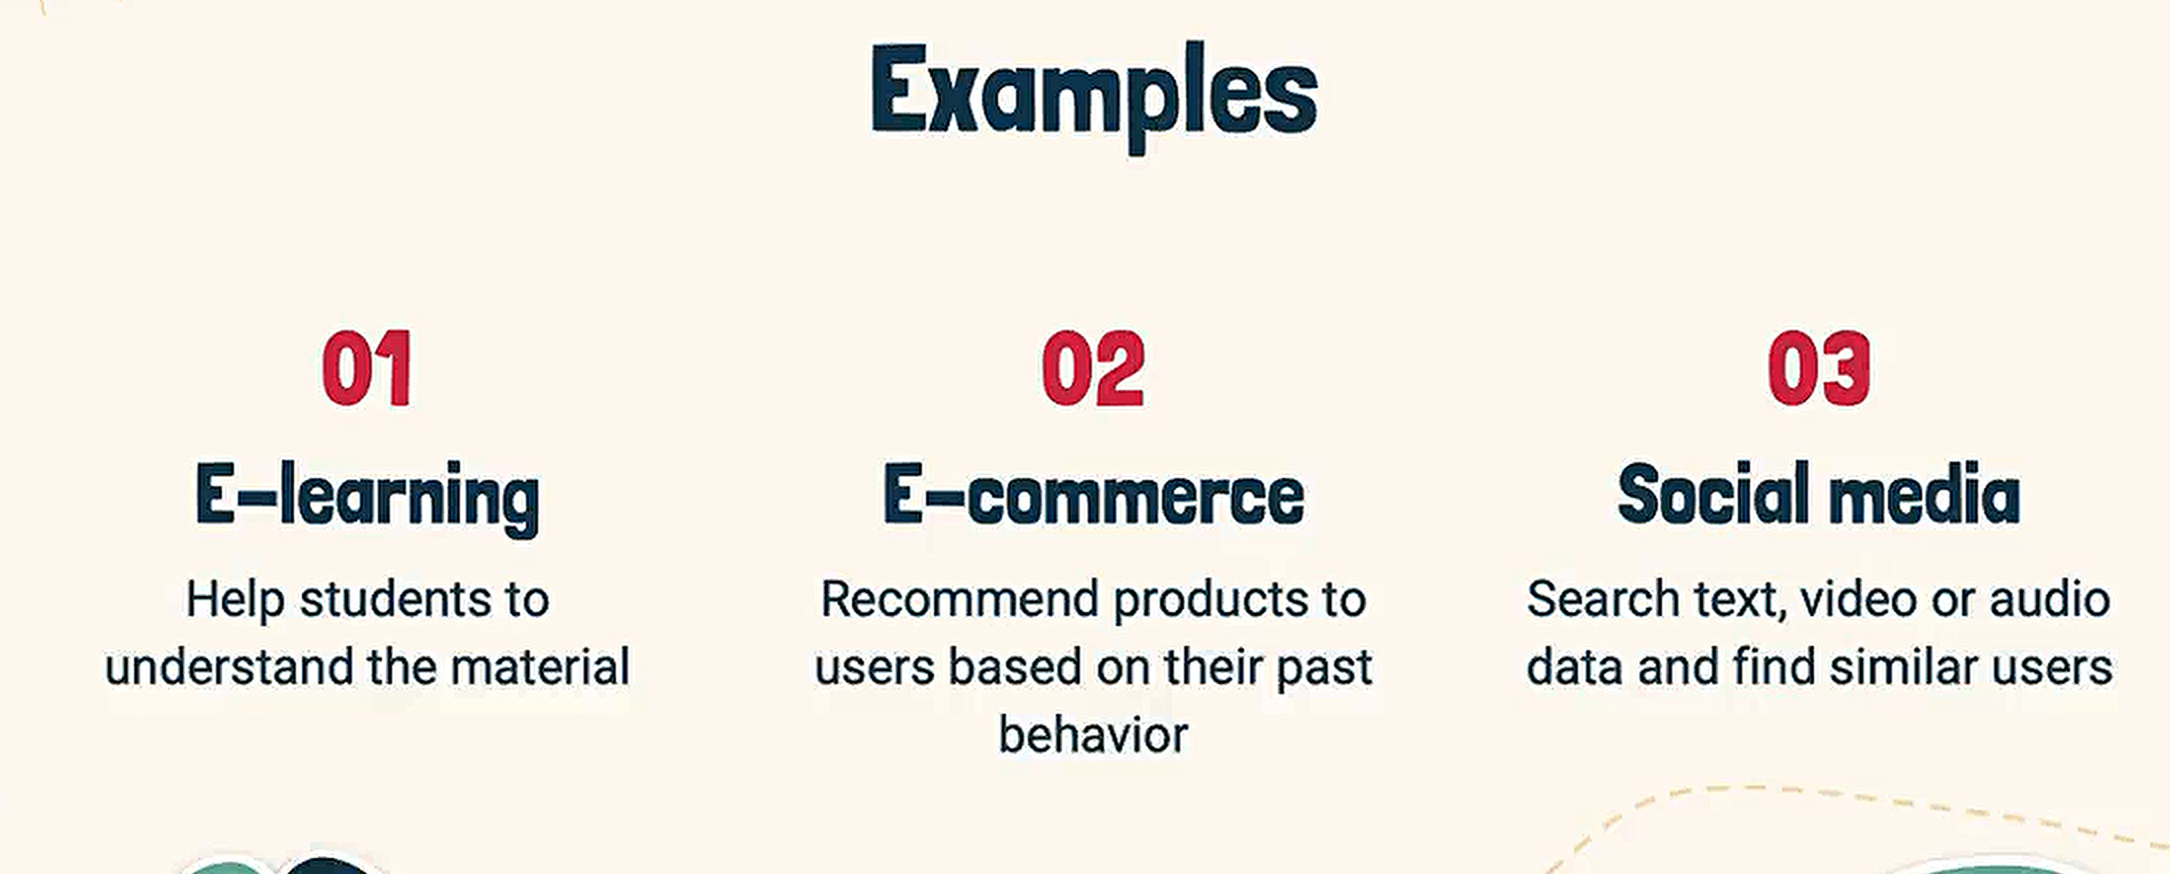 Examples
01
E-learning
Help students to
understand the material
02
E-commerce
Recommend products to
users based on their past
behavior
03
Social media
Search text, video or audio
data and find similar users